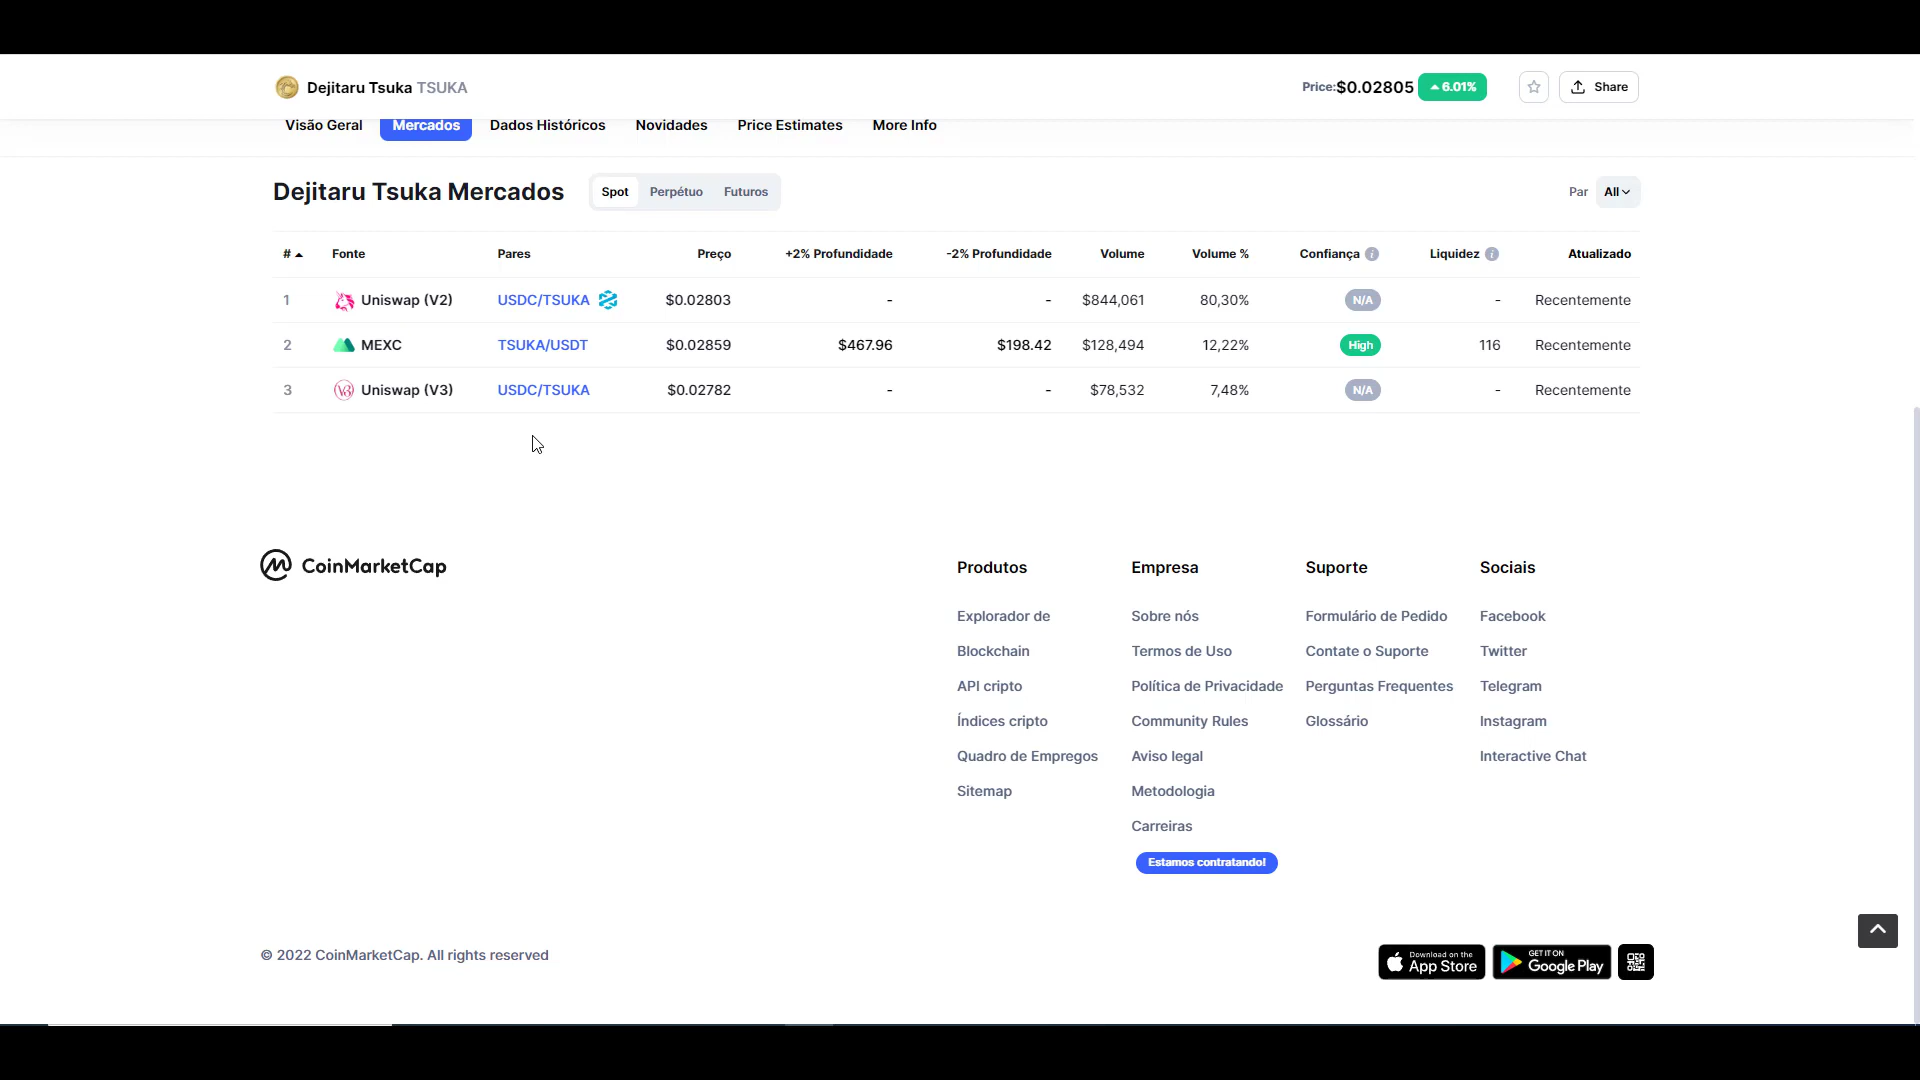 Dejitaru Tsuka TSUKA
Price:$0.02805 6.01% Share
Visão Geral Mercados Dados Históricos Novidades Price Estimates More Info
Dejitaru Tsuka Mercados Spot Perpétuo Futuros Par All
# Fonte Pares Preço +2% Profundidade -2% Profundidade Volume Volume % Confiança Liquidez Atualizado
1 Uniswap (V2) USDC/TSUKA $0.02803 - - $844,061 80,30% N/A - Recentemente
2 MEXC TSUKA/USDT $0.02859 $467.96 $198.42 $128,494 12,22% High 116 Recentemente
3 Uniswap (V3) USDC/TSUKA $0.02782 - - $78,532 7,48% N/A - Recentemente
CoinMarketCap
Produtos
Explorador de
Blockchain
API cripto
Índices cripto
Quadro de Empregos
Sitemap
Empresa
Sobre nós
Termos de Uso
Política de Privacidade
Community Rules
Aviso legal
Metodologia
Carreiras
Estamos contratando!
Suporte
Formulário de Pedido
Contate o Suporte
Perguntas Frequentes
Glossário
Sociais
Facebook
Twitter
Telegram
Instagram
Interactive Chat
© 2022 CoinMarketCap. All rights reserved
Download on the
App Store
GET IT ON
Google Play